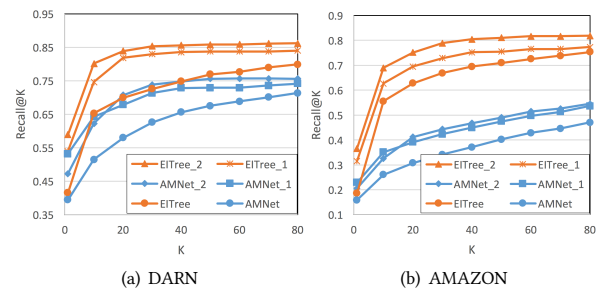 0.95
0.85
0.75
0.65
0.55
0.45
0.35
Recall@K
0 20 40 60 80
K
EITree_2 EITree_1
AMNet_2 AMNet_1
EITree AMNet
(a) DARN
0.9
0.8
0.7
0.6
0.5
0.4
0.3
0.2
0.1
Recall@K
0 20 40 60 80
K
EITree_2 EITree_1
AMNet_2 AMNet_1
EITree AMNet
(b) AMAZON